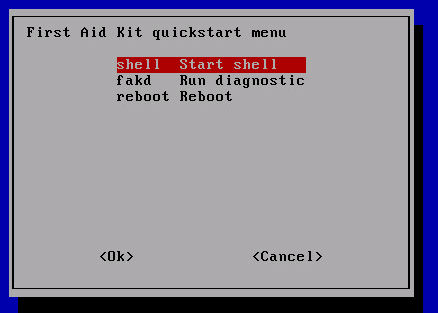 First Aid Kit quickstart menu
shell Start shell
fakd Run diagnostic
reboot Reboot
<Ok> <Cancel>